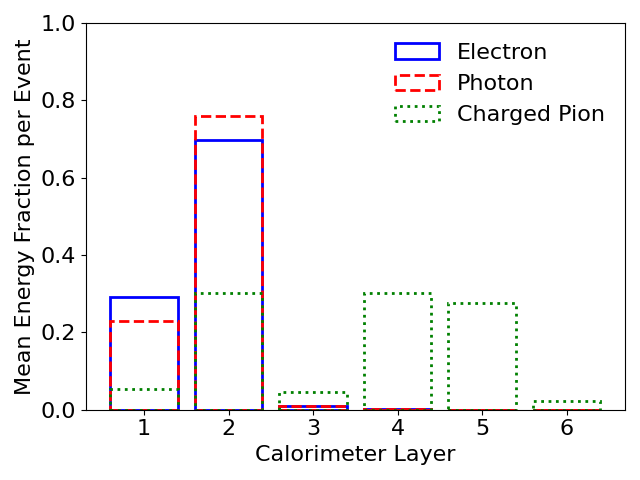 Mean Energy Fraction per Event
1.0
0.8
0.6
0.4
0.2
0.0
Electron
Photon
Charged Pion
1 2 3 4 5 6
Calorimeter Layer